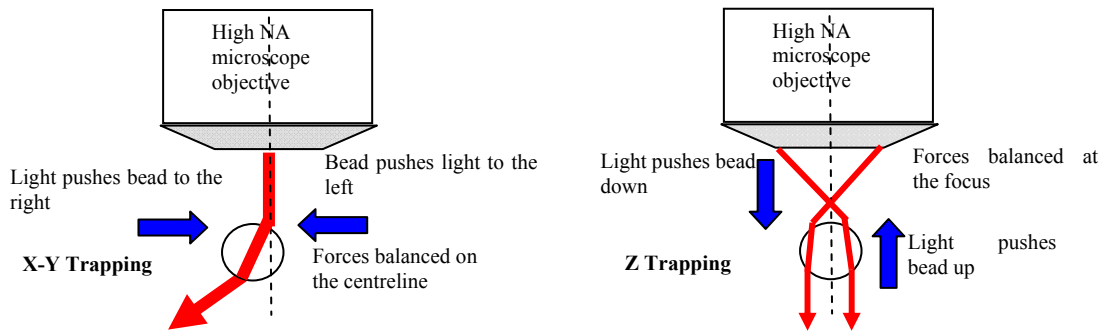 High NA
microscope
objective
Light pushes bead to the
right
Bead pushes light to the
left
X-Y Trapping
Forces balanced on
the centreline
High NA
microscope
objective
Light pushes bead
down
Forces balanced at
the focus
Z Trapping
Light pushes
bead up